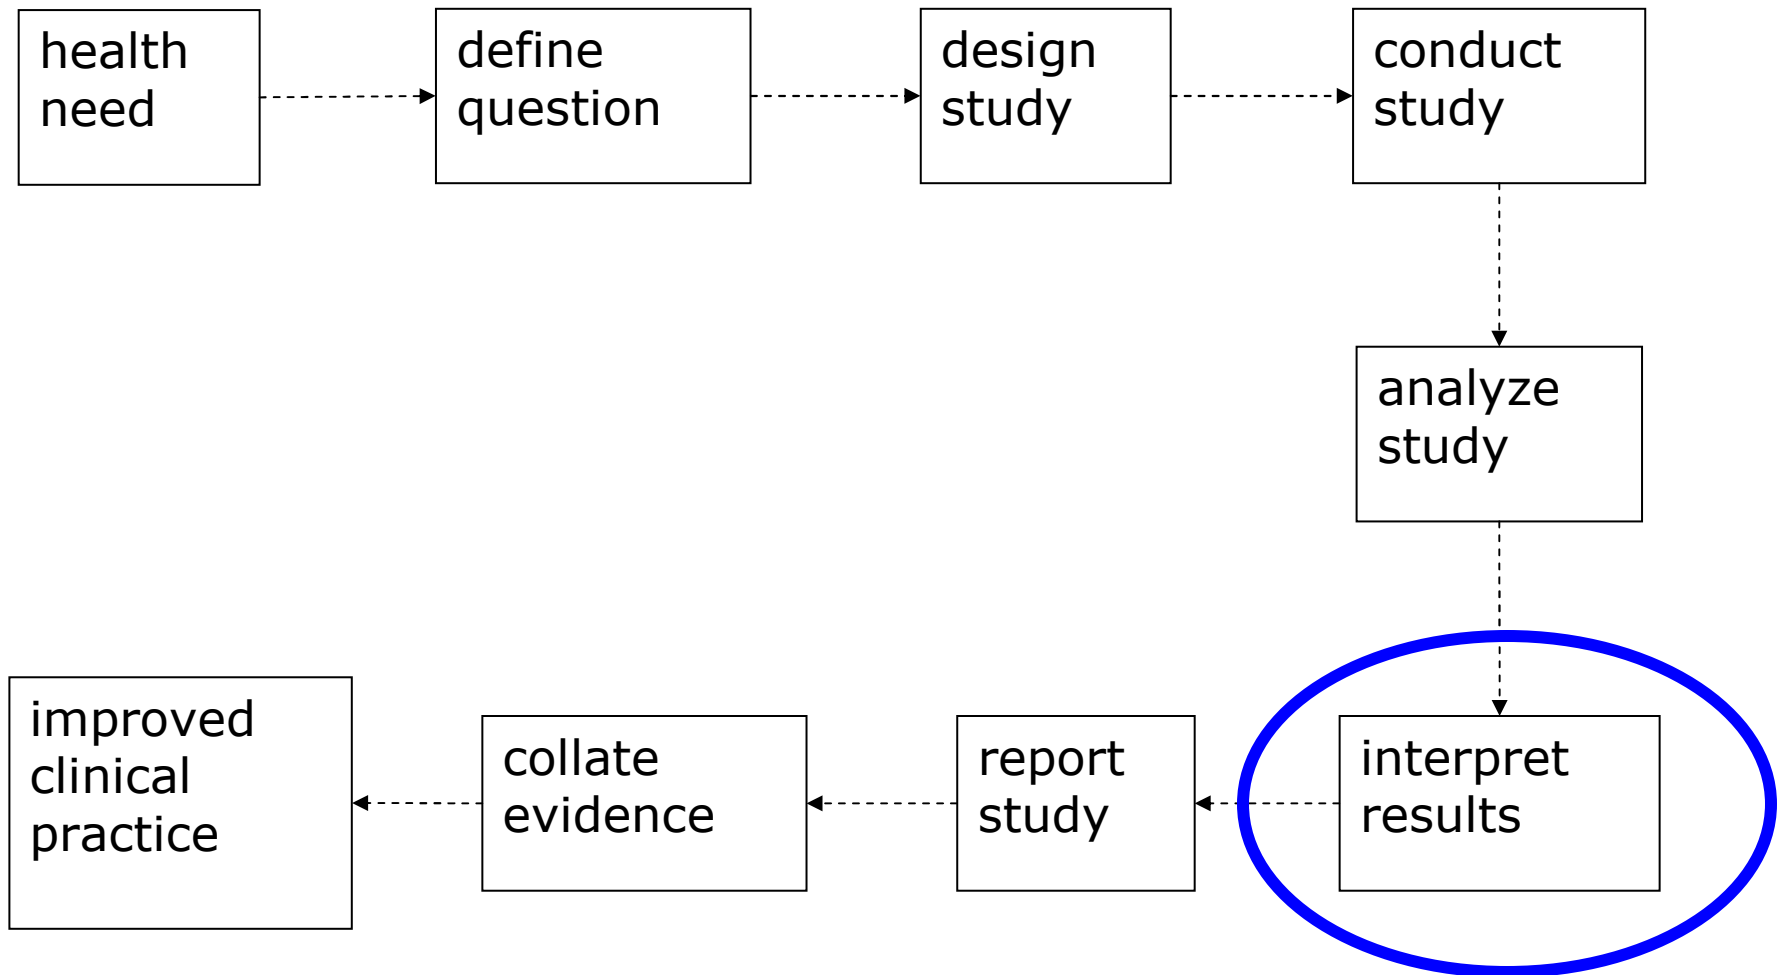 health
need
define
question
design
study
conduct
study
analyze
study
interpret
results
report
study
collate
evidence
improved
clinical
practice